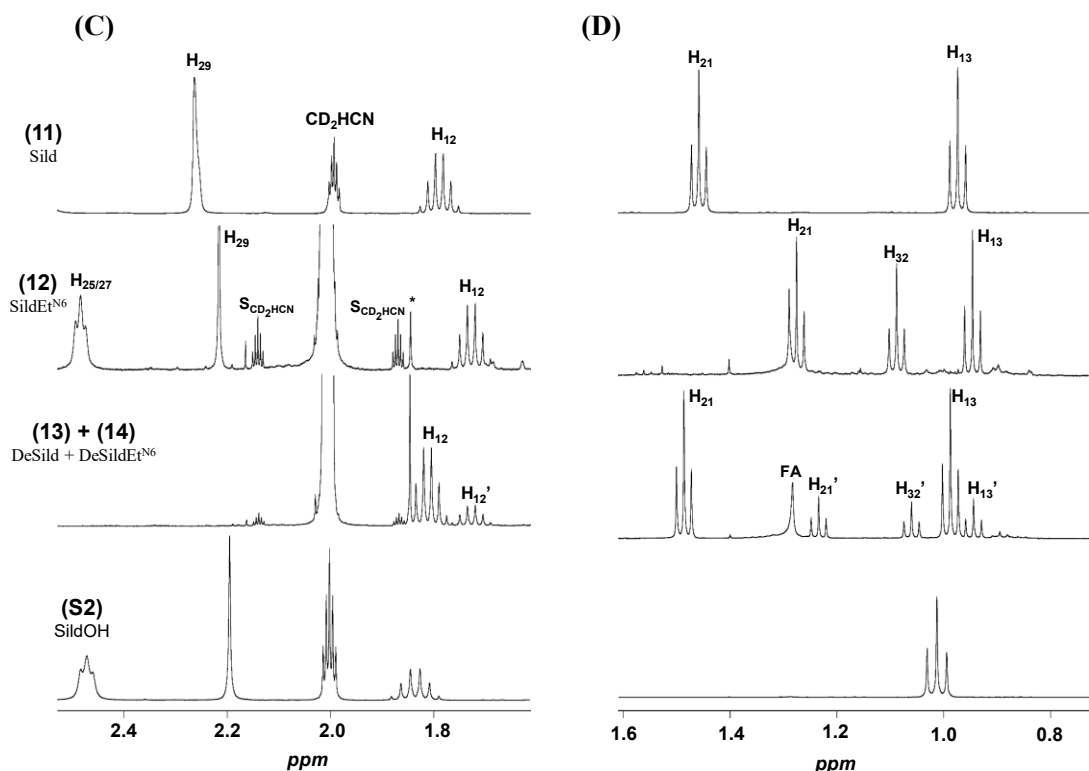 (C)
(D)
H29
CD2HCN
H12
H21
H13
(11)
Sild
H25/27
H29
SCD2HCN
SCD2HCN
*
H12
H21
H32
H13
(12)
SildEtN6
(13) + (14)
DeSild + DeSildEtN6
H12
H12'
H21
FA
H21'
H32'
H13
H13'
(S2)
SildOH
2.4 2.2 2.0 1.8
ppm
1.6 1.4 1.2 1.0 0.8
ppm